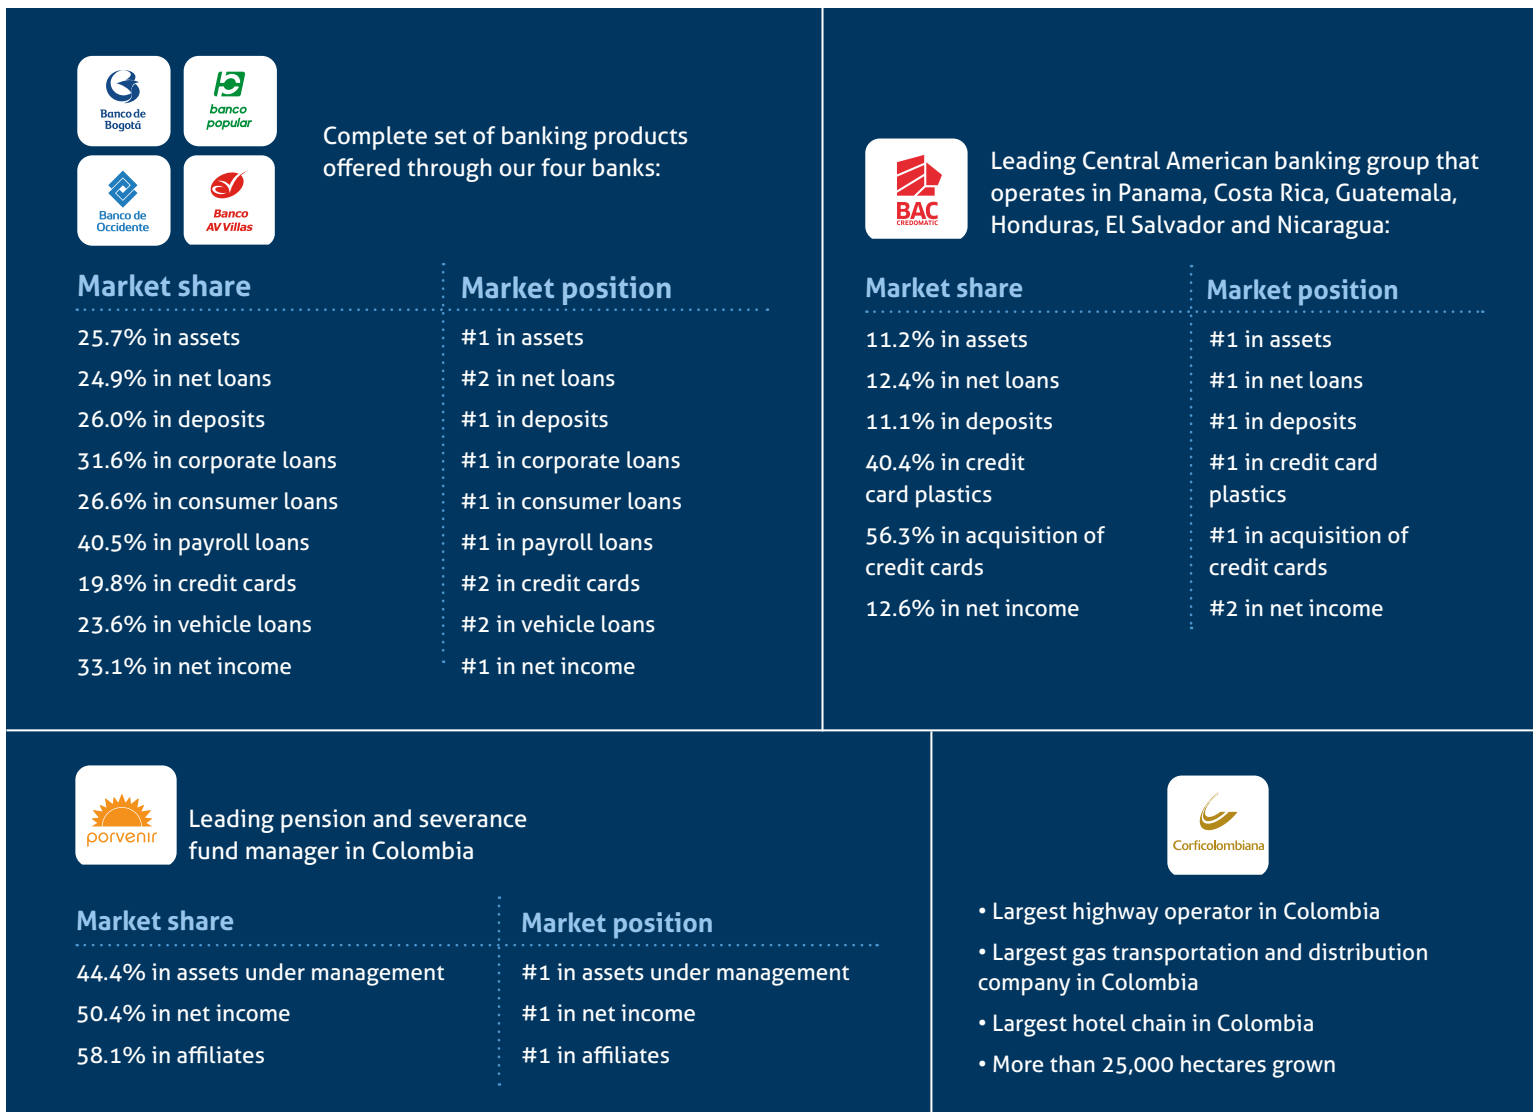 Banco de
Bogotá
banco
popular
Banco de
Occidente
Banco
AV Villas
Complete set of banking products
offered through our four banks:
Market share
Market position
25.7% in assets
#1 in assets
24.9% in net loans
#2 in net loans
26.0% in deposits
#1 in deposits
31.6% in corporate loans
#1 in corporate loans
26.6% in consumer loans
#1 in consumer loans
40.5% in payroll loans
#1 in payroll loans
19.8% in credit cards
#2 in credit cards
23.6% in vehicle loans
#2 in vehicle loans
33.1% in net income
#1 in net income
BAC
CREDOMATIC
Leading Central American banking group that
operates in Panama, Costa Rica, Guatemala,
Honduras, El Salvador and Nicaragua:
Market share
Market position
11.2% in assets
#1 in assets
12.4% in net loans
#1 in net loans
11.1% in deposits
#1 in deposits
40.4% in credit
card plastics
#1 in credit card
plastics
56.3% in acquisition of
credit cards
#1 in acquisition of
credit cards
12.6% in net income
#2 in net income
porvenir
Leading pension and severance
fund manager in Colombia
Market share
Market position
44.4% in assets under management
#1 in assets under management
50.4% in net income
#1 in net income
58.1% in affiliates
#1 in affiliates
Corficolombiana
• Largest highway operator in Colombia
• Largest gas transportation and distribution
company in Colombia
• Largest hotel chain in Colombia
• More than 25,000 hectares grown